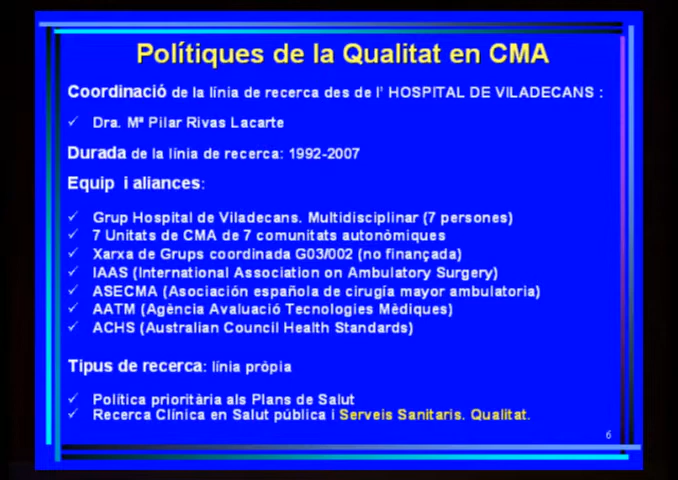 Polítiques de la Qualitat en CMA
Coordinació de la línia de recerca des de l' HOSPITAL DE VILADECANS :
✓ Dra. Mª Pilar Rivas Lacarte
Durada de la línia de recerca: 1992-2007
Equip i aliances:
✓ Grup Hospital de Viladecans. Multidisciplinar (7 persones)
✓ 7 Unitats de CMA de 7 comunitats autonòmiques
✓ Xarxa de Grups coordinada G03/002 (no finançada)
✓ IAAS (International Association on Ambulatory Surgery)
✓ ASECMA (Asociación española de cirugía mayor ambulatoria)
✓ AATM (Agència Avaluació Tecnologies Mèdiques)
✓ ACHS (Australian Council Health Standards)
Tipus de recerca: línia pròpia
✓ Política prioritària als Plans de Salut
✓ Recerca Clínica en Salut pública i Serveis Sanitaris. Qualitat.
6